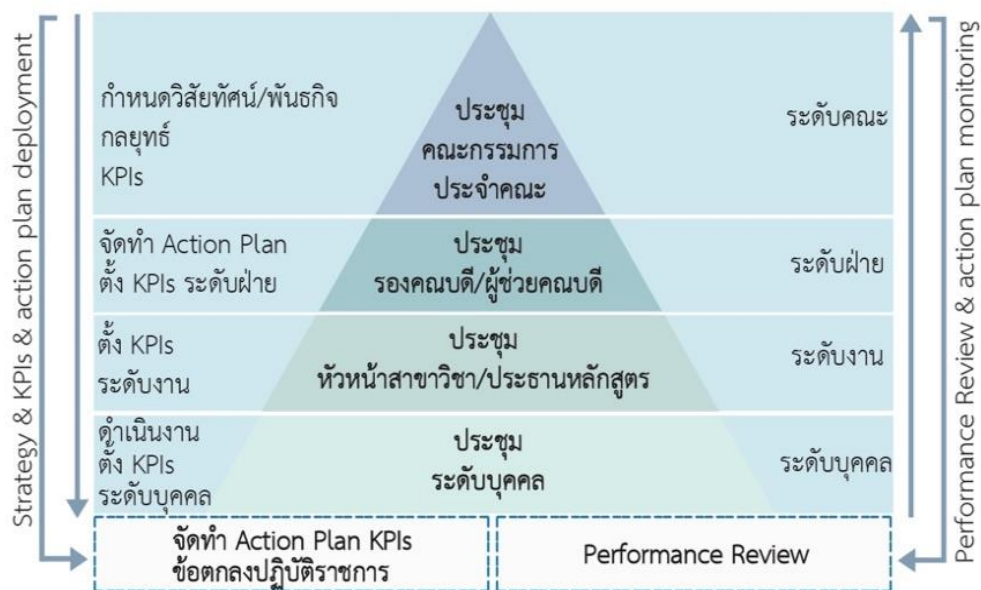 Strategy & KPIs & action plan deployment
กำหนดวิสัยทัศน์/พันธกิจ
กลยุทธ์
KPIs
ประชุม
คณะกรรมการ
ประจำคณะ
ระดับคณะ
จัดทำ Action Plan
ตั้ง KPIs ระดับฝ่าย
ประชุม
รองคณบดี/ผู้ช่วยคณบดี
ระดับฝ่าย
ตั้ง KPIs
ระดับงาน
ประชุม
หัวหน้าสาขาวิชา/ประธานหลักสูตร
ระดับงาน
ดำเนินงาน
ตั้ง KPIs
ระดับบุคคล
ประชุม
ระดับบุคคล
ระดับบุคคล
จัดทำ Action Plan KPIs
ข้อตกลงปฏิบัติราชการ
Performance Review
Performance Review & action plan monitoring